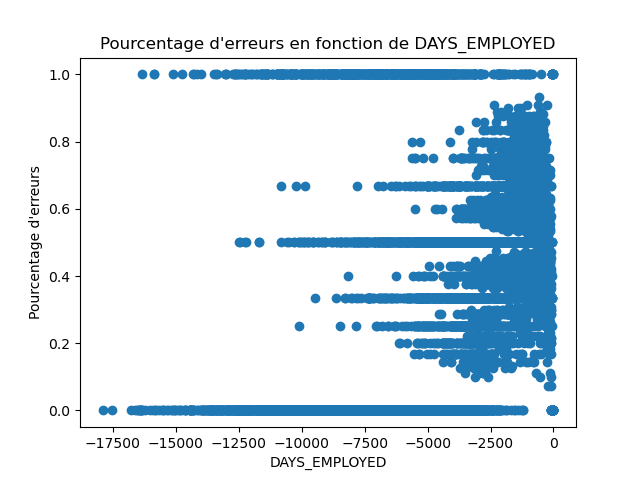 Pourcentage d'erreurs en fonction de DAYS_EMPLOYED
1.0
0.8
0.6
0.4
0.2
0.0
Pourcentage d'erreurs
−17500 −15000 −12500 −10000 −7500 −5000 −2500 0
DAYS_EMPLOYED